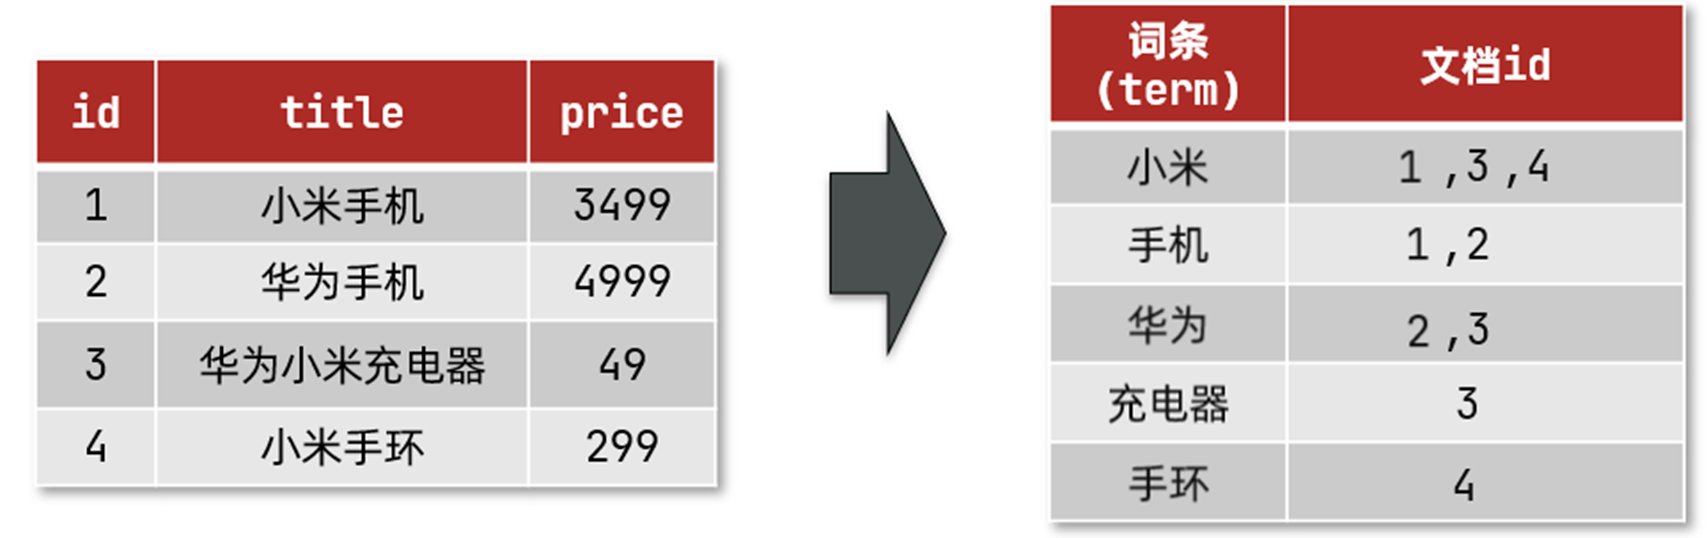 id title price
1 小米手机 3499
2 华为手机 4999
3 华为小米充电器 49
4 小米手环 299
词条
(term) 文档id
小米 1 ,3 ,4
手机 1 ,2
华为 2 ,3
充电器 3
手环 4